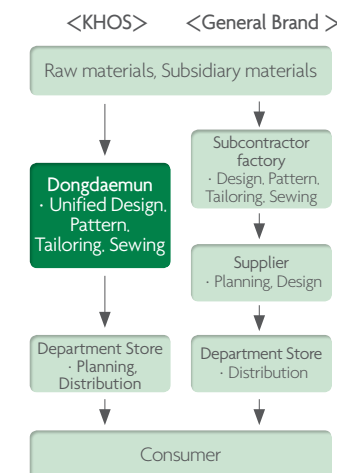 <KHOS>
<General Brand >
Raw materials, Subsidiary materials
Dongdaemun
· Unified Design,
Pattern,
Tailoring, Sewing
Department Store
· Planning,
Distribution
Subcontractor
factory
· Design, Pattern,
Tailoring, Sewing
Supplier
· Planning, Design
Department Store
· Distribution
Consumer